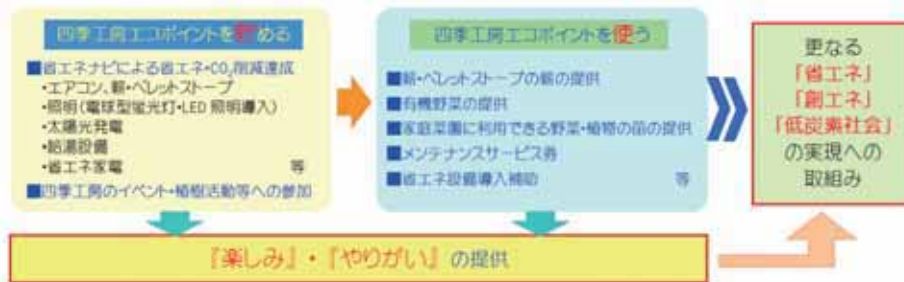 四季工房エコポイントを貯める
■省エネナビによる省エネ・CO₂削減達成
・エアコン、薪・ペレットストーブ
・照明(電球型蛍光灯・LED 照明導入)
・太陽光発電
・給湯設備
・省エネ家電 等
■四季工房のイベント・植樹活動等への参加
四季工房エコポイントを使う
■薪・ペレットストーブの薪の提供
■有機野菜の提供
■家庭菜園に利用できる野菜・植物の苗の提供
■メンテナンスサービス券
■省エネ設備導入補助 等
更なる
「省エネ」
「創エネ」
「低炭素社会」
の実現への
取組み
『楽しみ』・『やりがい』の提供